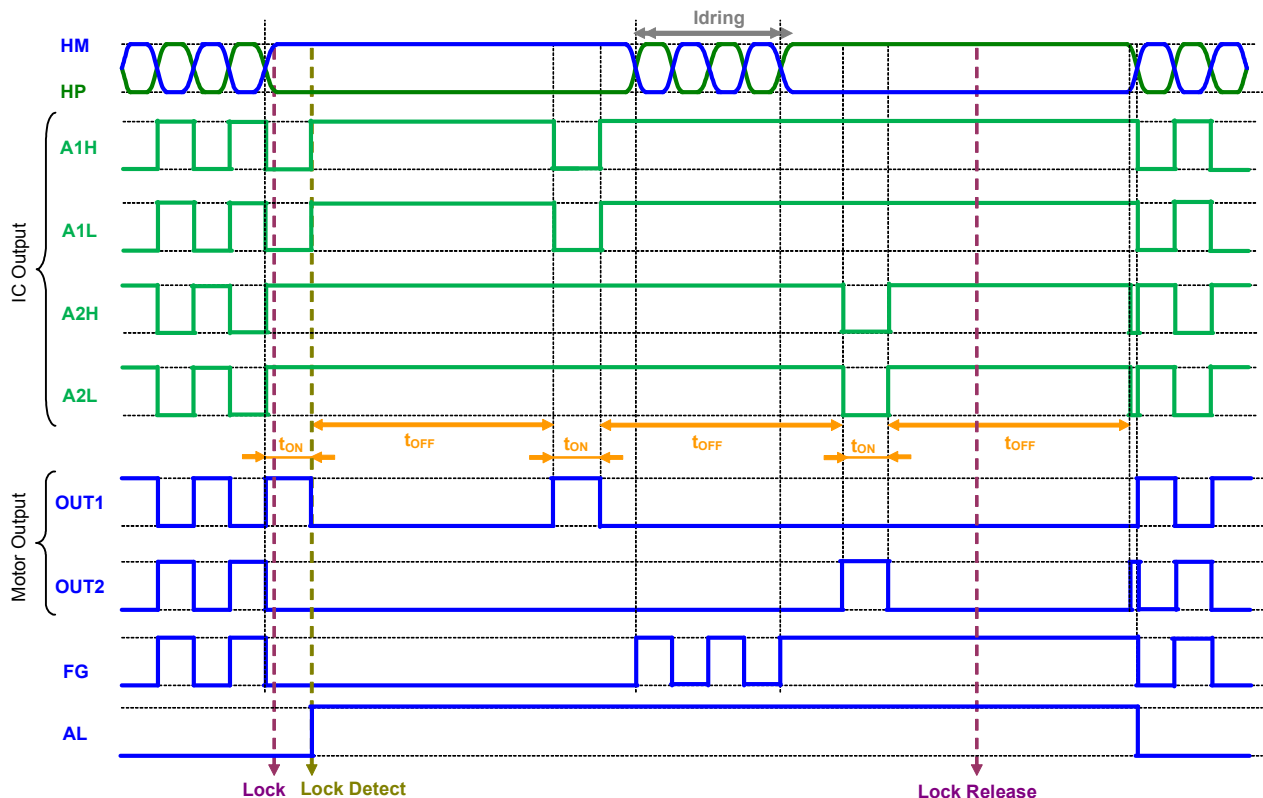 Idring
HM
HP
IC Output
A1H
A1L
A2H
A2L
tON
tOFF
tON
tOFF
tON
tOFF
Motor Output
OUT1
OUT2
FG
AL
Lock
Lock Detect
Lock Release